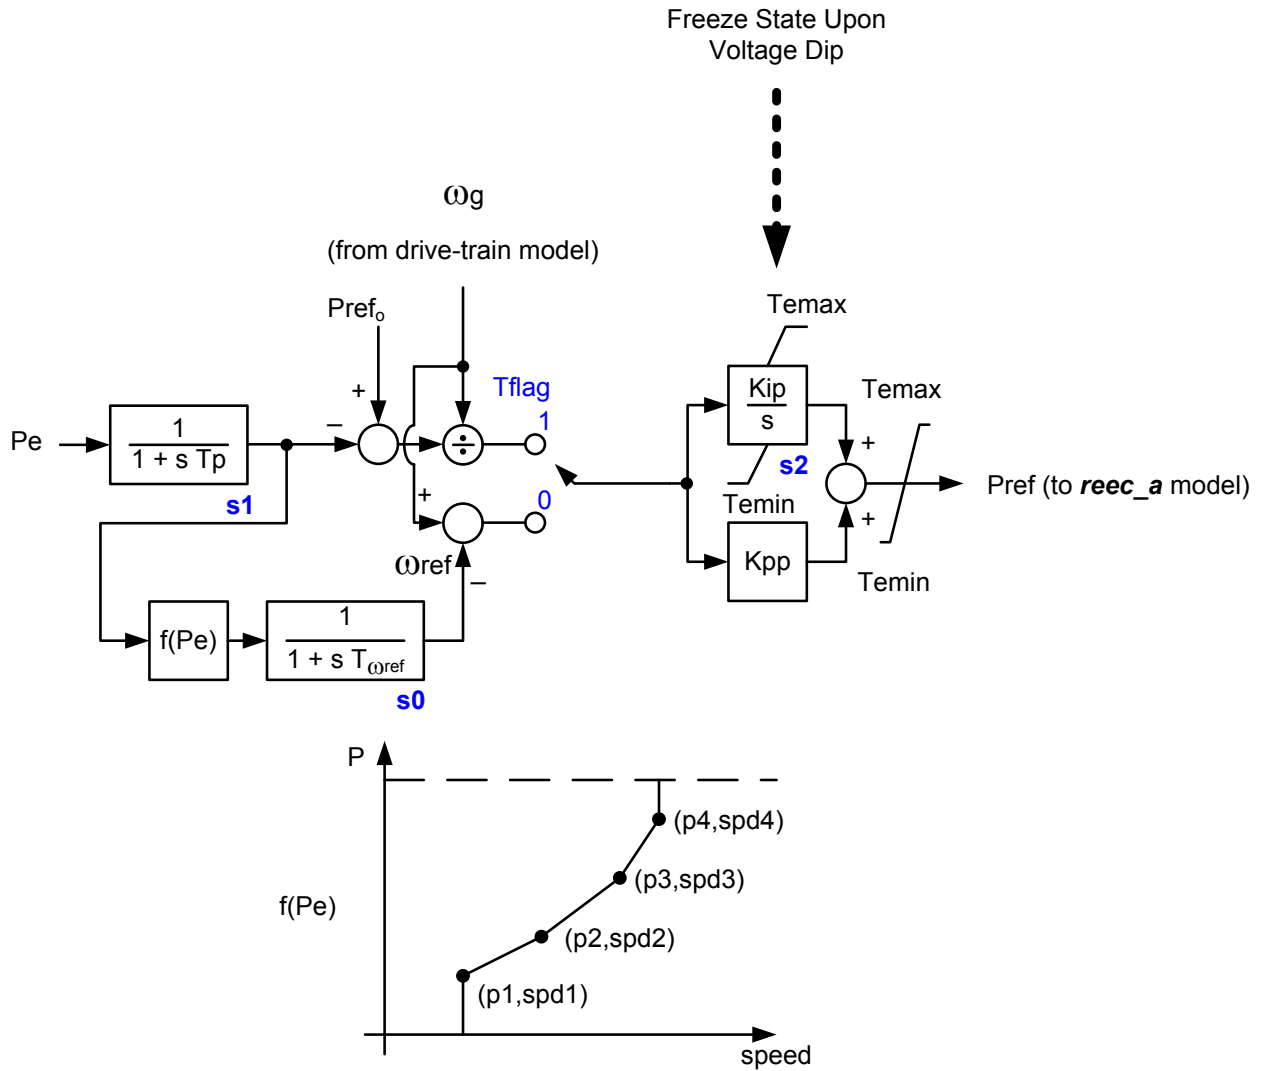 Freeze State Upon
Voltage Dip
ωg
(from drive-train model)
Prefo
Temax
Tflag
1
Kip
s
Temax
+
–
+
Pe
1
1 + s Tp
÷
s1
+
s2
Pref (to reec_a model)
0
Temin
+
+
ωref
–
Kpp
Temin
f(Pe)
1
1 + s Tωref
s0
P
(p4,spd4)
(p3,spd3)
f(Pe)
(p2,spd2)
(p1,spd1)
speed